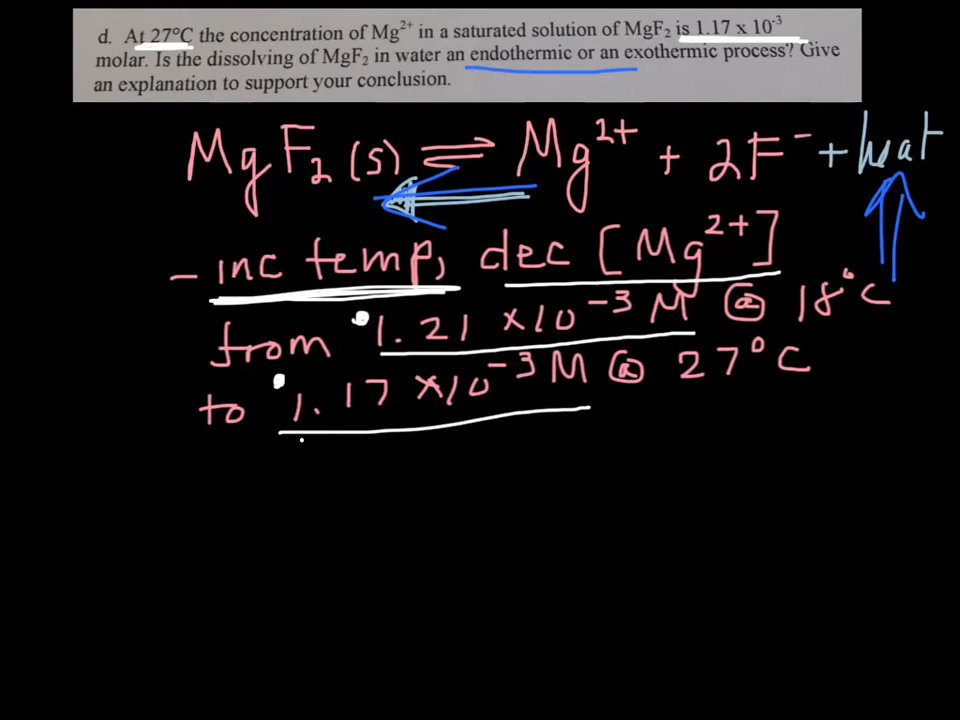 d. At 27°C the concentration of Mg²⁺ in a saturated solution of MgF₂ is 1.17 x 10⁻³
molar. Is the dissolving of MgF₂ in water an endothermic or an exothermic process? Give
an explanation to support your conclusion.
MgF₂(s) ⇌ Mg²⁺ + 2F⁻ + heat
- inc temp, dec [Mg²⁺]
from 1.21 ×10⁻³ M @ 18°C
to 1.17 ×10⁻³ M @ 27°C